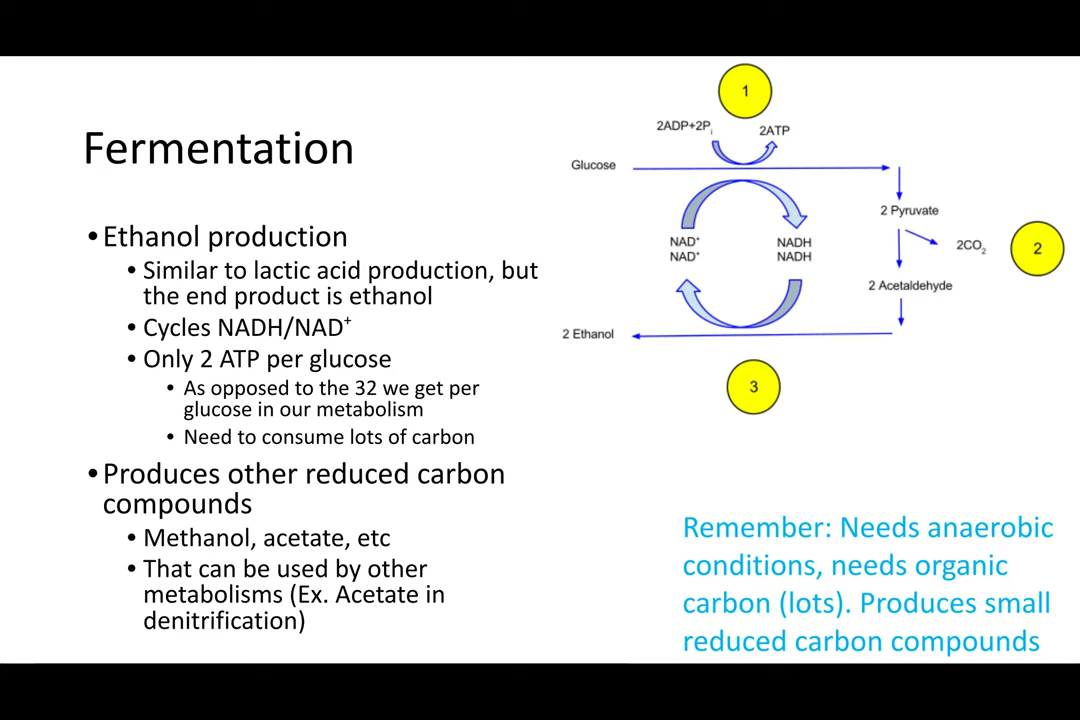 Fermentation
•Ethanol production
• Similar to lactic acid production, but
the end product is ethanol
• Cycles NADH/NAD⁺
• Only 2 ATP per glucose
• As opposed to the 32 we get per
glucose in our metabolism
• Need to consume lots of carbon
•Produces other reduced carbon
compounds
• Methanol, acetate, etc
• That can be used by other
metabolisms (Ex. Acetate in
denitrification)
1
2ADP+2Pᵢ
2ATP
Glucose
2 Pyruvate
NAD⁺
NAD⁺
NADH
NADH
2CO₂
2
2 Acetaldehyde
2 Ethanol
3
Remember: Needs anaerobic
conditions, needs organic
carbon (lots). Produces small
reduced carbon compounds